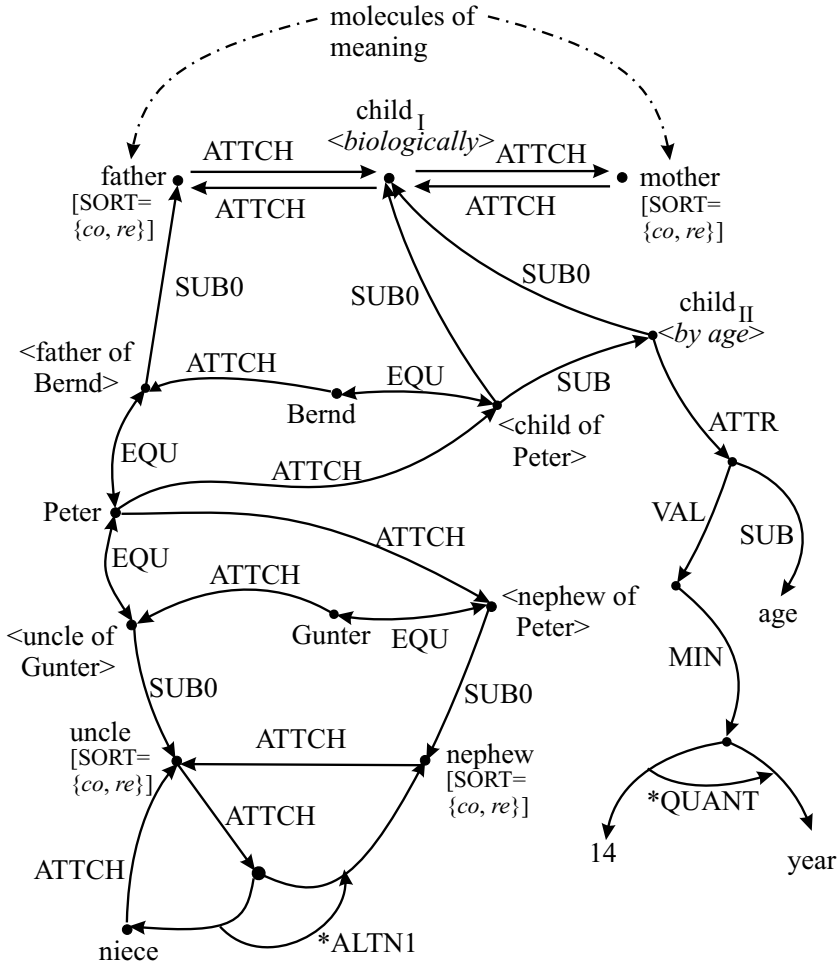 molecules of
meaning
child I
<biologically>
ATTCH
ATTCH
father
mother
ATTCH
ATTCH
[SORT=
{co, re}]
[SORT=
{co, re}]
SUB0
SUB0
SUB0
child II
<by age>
<father of
Bernd>
ATTCH
EQU
SUB
Bernd
<child of
Peter>
ATTR
EQU
ATTCH
Peter
VAL
ATTCH
SUB
EQU
ATTCH
<uncle of
Gunter>
Gunter
EQU
<nephew of
Peter>
age
MIN
SUB0
SUB0
uncle
[SORT=
{co, re}]
ATTCH
nephew
[SORT=
{co, re}]
*QUANT
14
year
ATTCH
ATTCH
niece
*ALTN1